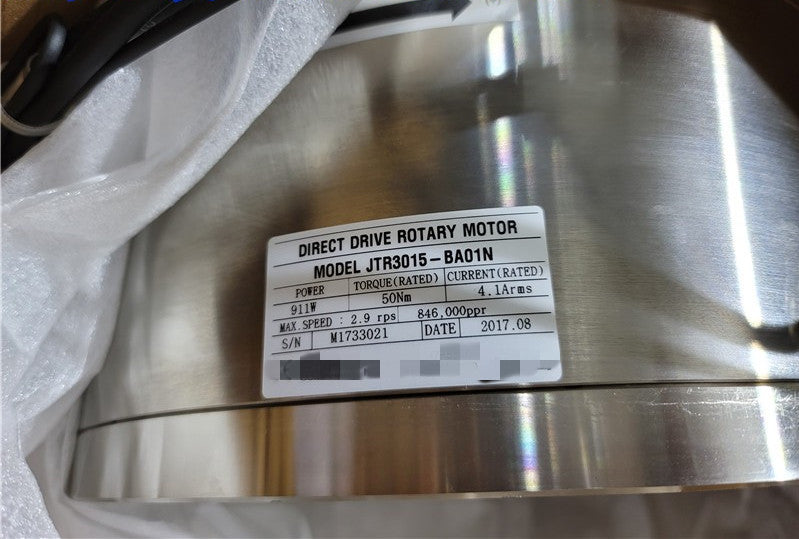 DIRECT DRIVE ROTARY MOTOR
MODEL JTR3015-BA01N
POWER TORQUE(RATED) CURRENT(RATED)
911W 50Nm 4.1Arms
MAX.SPEED : 2.9 rps 846,000ppr
S/N M1733021 DATE 2017.08